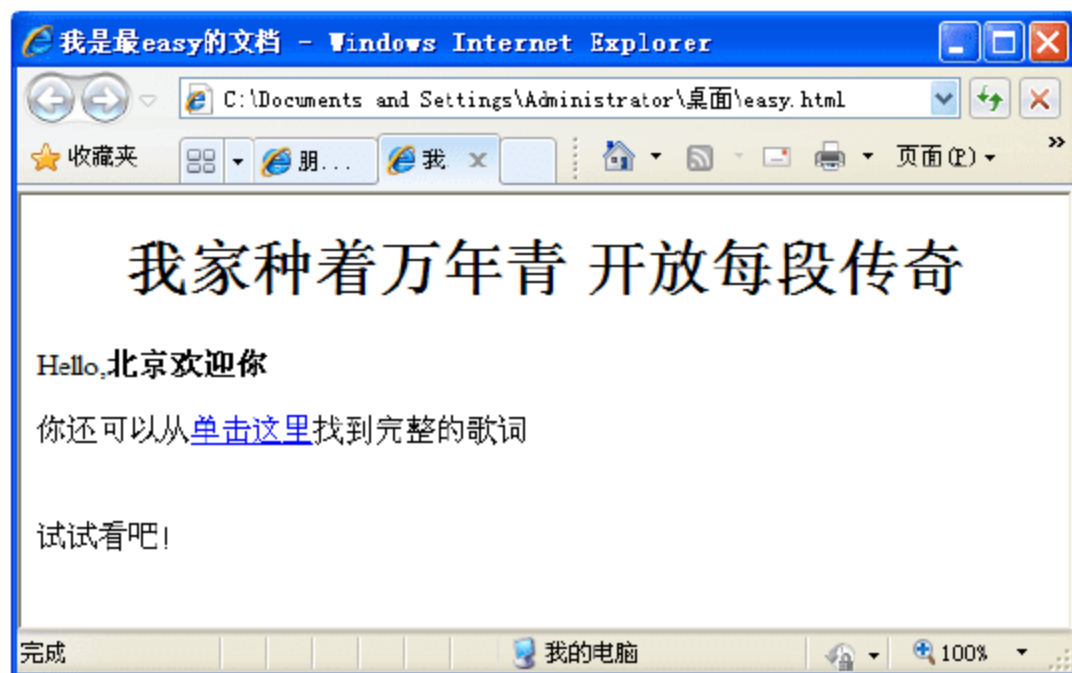 我是最easy的文档 - Windows Internet Explorer
C:\Documents and Settings\Administrator\桌面\easy.html
收藏夹 朋... 我 页面(P) »
我家种着万年青 开放每段传奇
Hello,北京欢迎你
你还可以从单击这里找到完整的歌词
试试看吧!
完成 我的电脑 100%